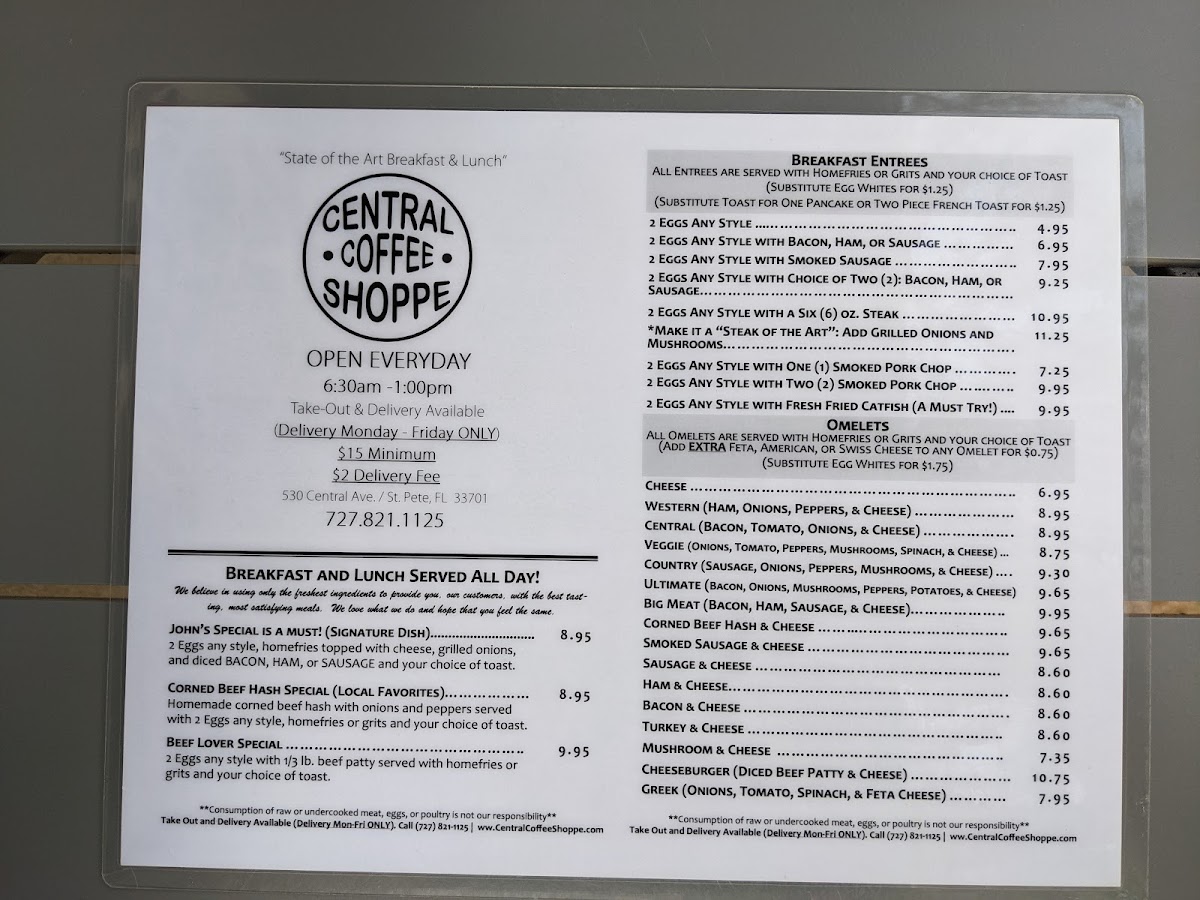 "State of the Art Breakfast & Lunch"
CENTRAL
• COFFEE •
SHOPPE
OPEN EVERYDAY
6:30am -1:00pm
Take-Out & Delivery Available
(Delivery Monday - Friday ONLY)
$15 Minimum
$2 Delivery Fee
530 Central Ave. / St. Pete, FL 33701
727.821.1125
Breakfast and Lunch Served All Day!
We believe in using only the freshest ingredients to provide you, our customers, with the best tast-
ing, most satisfying meals. We love what we do and hope that you feel the same.
John's Special is a must! (Signature Dish)............................. 8.95
2 Eggs any style, homefries topped with cheese, grilled onions,
and diced BACON, HAM, or SAUSAGE and your choice of toast.
Corned Beef Hash Special (Local Favorites)……………… 8.95
Homemade corned beef hash with onions and peppers served
with 2 Eggs any style, homefries or grits and your choice of toast.
Beef Lover Special …………………………………………… 9.95
2 Eggs any style with 1/3 lb. beef patty served with homefries or
grits and your choice of toast.
**Consumption of raw or undercooked meat, eggs, or poultry is not our responsibility**
Take Out and Delivery Available (Delivery Mon-Fri ONLY). Call (727) 821-1125 | ww.CentralCoffeeShoppe.com
Breakfast Entrees
All Entrees are served with Homefries or Grits and your choice of Toast
(Substitute Egg Whites for $1.25)
(Substitute Toast for One Pancake or Two Piece French Toast for $1.25)
2 Eggs Any Style ....…………………………………………… 4.95
2 Eggs Any Style with Bacon, Ham, or Sausage …………… 6.95
2 Eggs Any Style with Smoked Sausage …………………… 7.95
2 Eggs Any Style with Choice of Two (2): Bacon, Ham, or 9.25
Sausage…………………………………………………………
2 Eggs Any Style with a Six (6) oz. Steak …………………… 10.95
*Make it a "Steak of the Art": Add Grilled Onions and 11.25
Mushrooms……………………………………………………
2 Eggs Any Style with One (1) Smoked Pork Chop ………… 7.25
2 Eggs Any Style with Two (2) Smoked Pork Chop ………… 9.95
2 Eggs Any Style with Fresh Fried Catfish (A Must Try!) .... 9.95
Omelets
All Omelets are served with Homefries or Grits and your choice of Toast
(Add EXTRA Feta, American, or Swiss Cheese to any Omelet for $0.75)
(Substitute Egg Whites for $1.75)
Cheese ………………………………………………………… 6.95
Western (Ham, Onions, Peppers, & Cheese) ……………………… 8.95
Central (Bacon, Tomato, Onions, & Cheese) …………………… 8.95
Veggie (Onions, Tomato, Peppers, Mushrooms, Spinach, & Cheese) ... 8.75
Country (Sausage, Onions, Peppers, Mushrooms, & Cheese) .... 9.30
Ultimate (Bacon, Onions, Mushrooms, Peppers, Potatoes, & Cheese) 9.65
Big Meat (Bacon, Ham, Sausage, & Cheese)………………… 9.95
Corned Beef Hash & Cheese ……………………………… 9.65
Smoked Sausage & Cheese ………………………………… 9.65
Sausage & cheese ………………………………………… 8.60
Ham & Cheese……………………………………………… 8.60
Bacon & Cheese …………………………………………… 8.60
Turkey & Cheese …………………………………………… 8.60
Mushroom & Cheese ……………………………………… 7.35
Cheeseburger (Diced Beef Patty & Cheese) ………………… 10.75
Greek (Onions, Tomato, Spinach, & Feta Cheese) ………… 7.95
**Consumption of raw or undercooked meat, eggs, or poultry is not our responsibility**
Take Out and Delivery Available (Delivery Mon-Fri ONLY). Call (727) 821-1125 | ww.CentralCoffeeShoppe.com